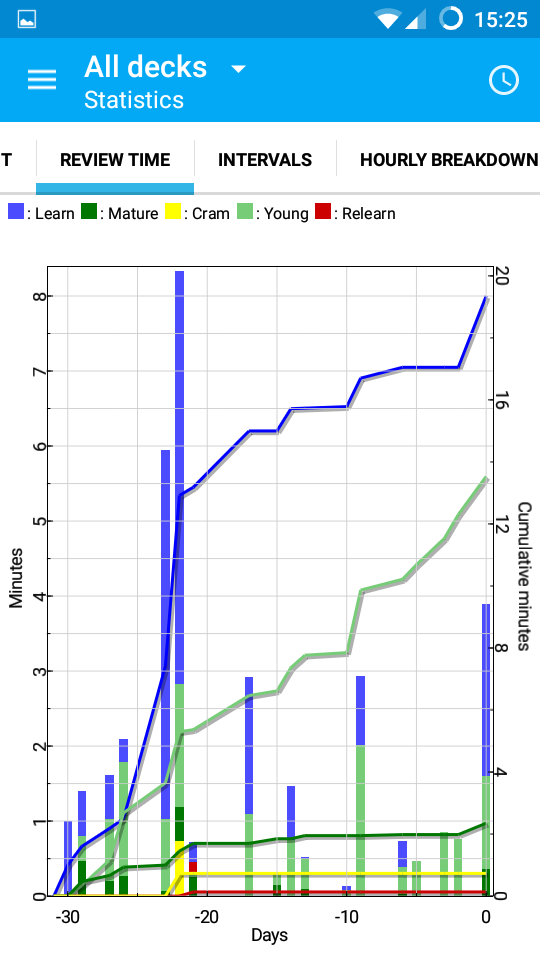 15:25
All decks
Statistics
T REVIEW TIME INTERVALS HOURLY BREAKDOWN
: Learn : Mature : Cram : Young : Relearn
8
7
6
5
4
3
2
1
0
Minutes
20
16
12
8
4
0
Cumulative minutes
-30 -20 -10 0
Days